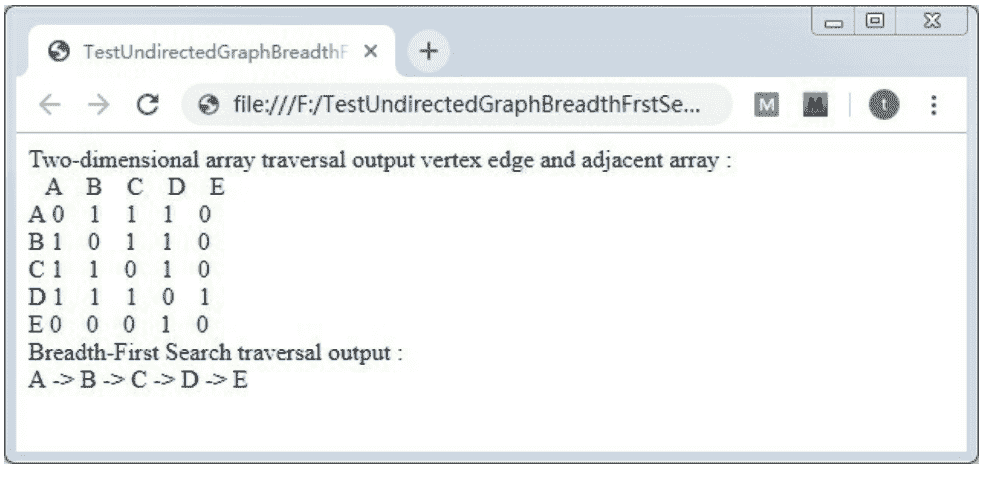 TestUndirectedGraphBreadthF
file:///F:/TestUndirectedGraphBreadthFrstSe...
M
M
t
Two-dimensional array traversal output vertex edge and adjacent array :
A B C D E
A 0 1 1 1 0
B 1 0 1 1 0
C 1 1 0 1 0
D 1 1 1 0 1
E 0 0 0 1 0
Breadth-First Search traversal output :
A -> B -> C -> D -> E